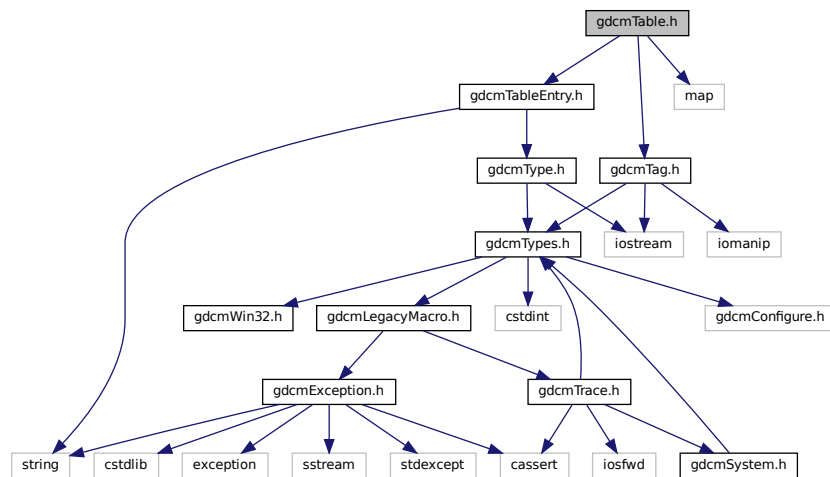 gdcmTable.h
gdcmTableEntry.h
map
gdcmType.h
gdcmTag.h
gdcmTypes.h
iostream
iomanip
gdcmWin32.h
gdcmLegacyMacro.h
cstdint
gdcmConfigure.h
gdcmException.h
gdcmTrace.h
string
cstdlib
exception
sstream
stdexcept
cassert
iosfwd
gdcmSystem.h